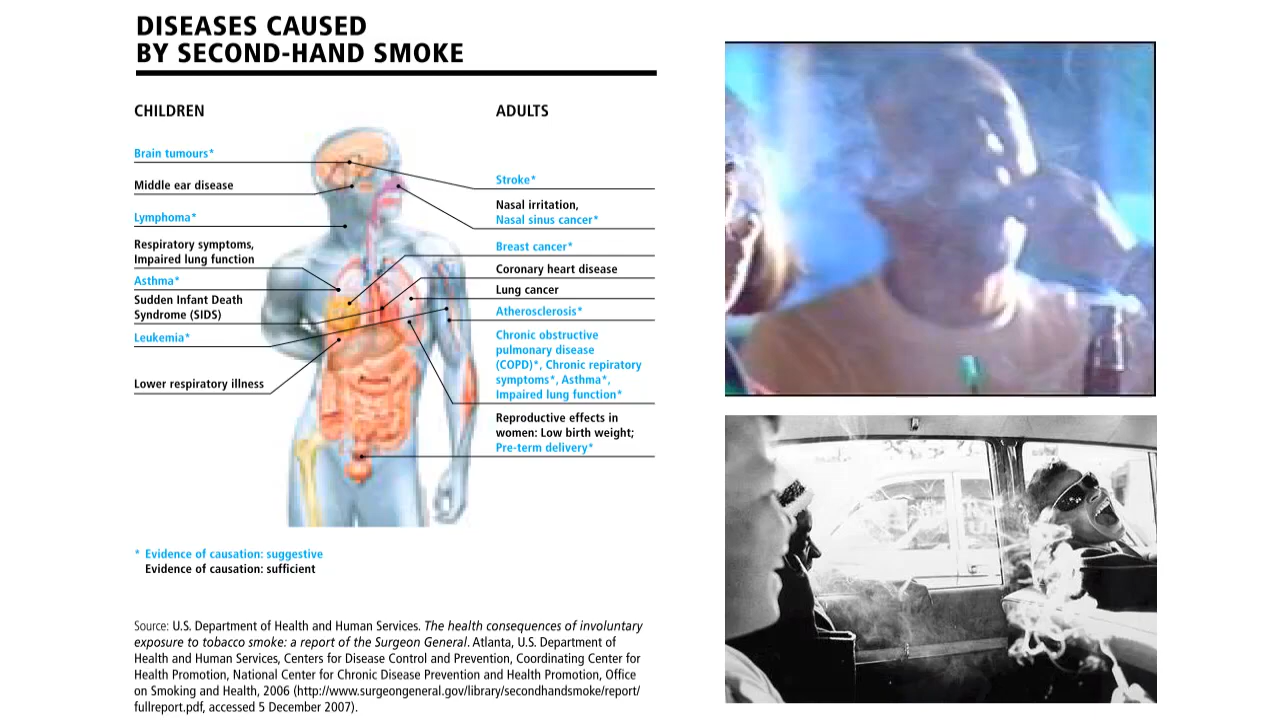 DISEASES CAUSED
BY SECOND-HAND SMOKE
CHILDREN
Brain tumours*
Middle ear disease
Lymphoma*
Respiratory symptoms,
Impaired lung function
Asthma*
Sudden Infant Death
Syndrome (SIDS)
Leukemia*
Lower respiratory illness
ADULTS
Stroke*
Nasal irritation,
Nasal sinus cancer*
Breast cancer*
Coronary heart disease
Lung cancer
Atherosclerosis*
Chronic obstructive
pulmonary disease
(COPD)*, Chronic repiratory
symptoms*, Asthma*,
Impaired lung function*
Reproductive effects in
women: Low birth weight;
Pre-term delivery*
* Evidence of causation: suggestive
Evidence of causation: sufficient
Source: U.S. Department of Health and Human Services. The health consequences of involuntary
exposure to tobacco smoke: a report of the Surgeon General. Atlanta, U.S. Department of
Health and Human Services, Centers for Disease Control and Prevention, Coordinating Center for
Health Promotion, National Center for Chronic Disease Prevention and Health Promotion, Office
on Smoking and Health, 2006 (http://www.surgeongeneral.gov/library/secondhandsmoke/report/
fullreport.pdf, accessed 5 December 2007).